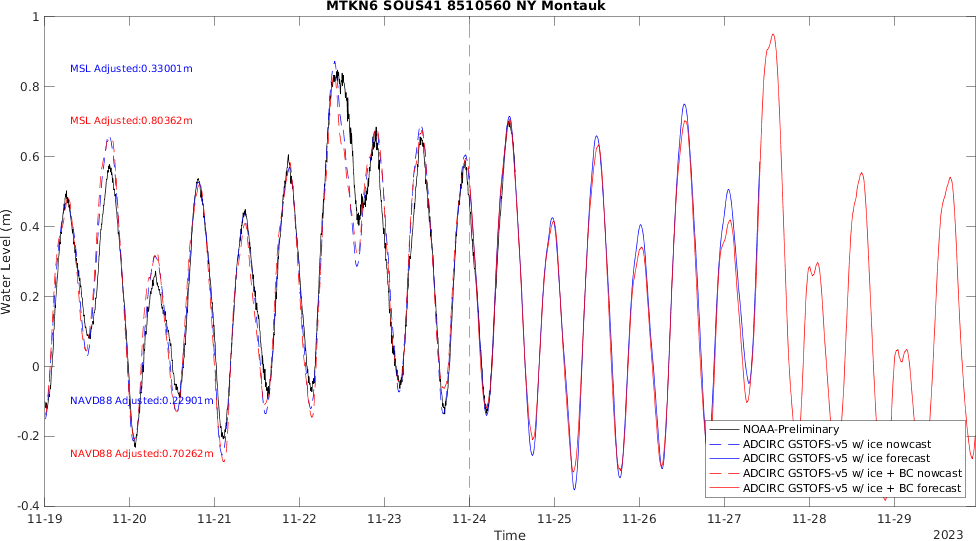 MTKN6 SOUS41 8510560 NY Montauk
1
0.8
0.6
0.4
0.2
0
-0.2
-0.4
Water Level (m)
MSL Adjusted:0.33001m
MSL Adjusted:0.80362m
NAVD88 Adjusted:0.22901m
NAVD88 Adjusted:0.70262m
NOAA-Preliminary
ADCIRC GSTOFS-v5 w/ ice nowcast
ADCIRC GSTOFS-v5 w/ ice forecast
ADCIRC GSTOFS-v5 w/ ice + BC nowcast
ADCIRC GSTOFS-v5 w/ ice + BC forecast
11-19 11-20 11-21 11-22 11-23 11-24 11-25 11-26 11-27 11-28 11-29
Time
2023